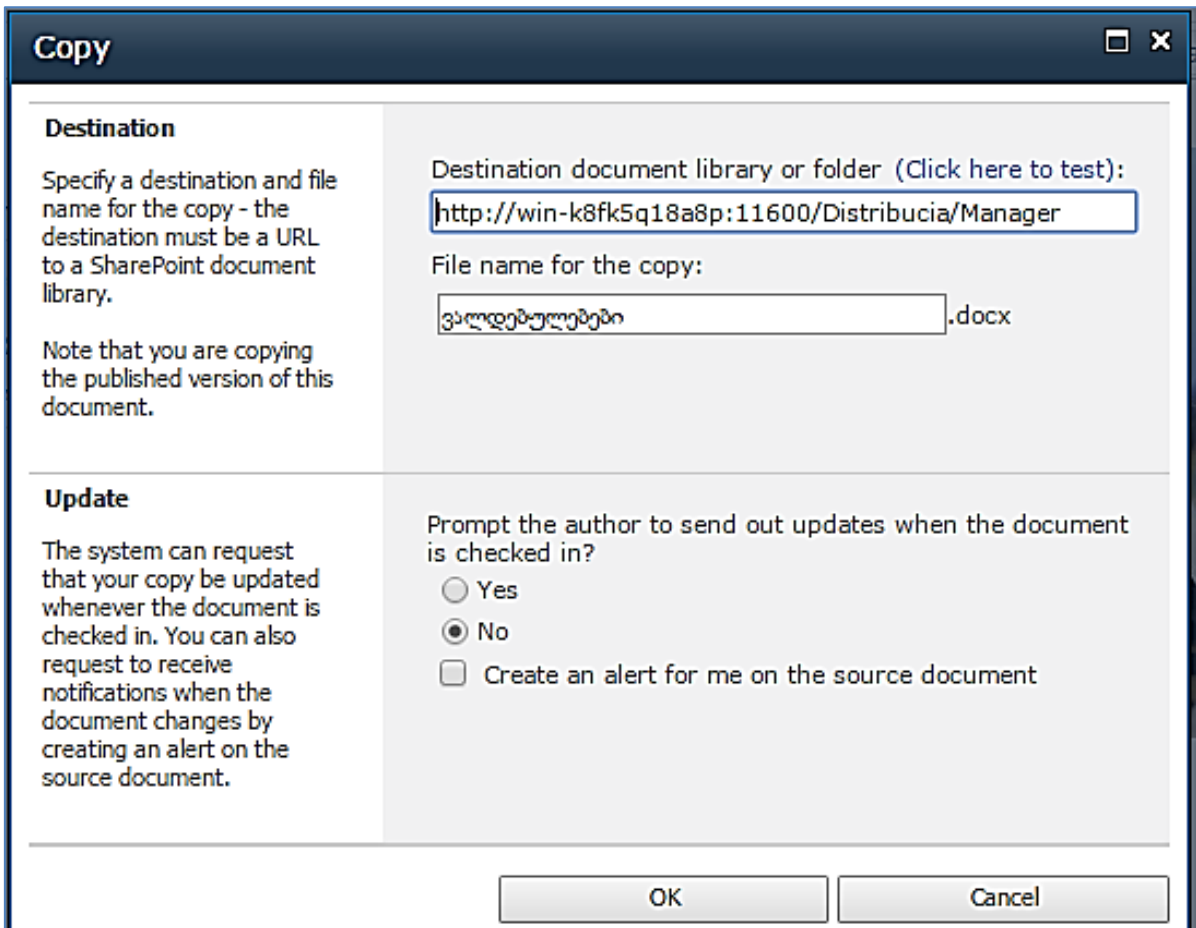 Copy
Destination
Specify a destination and file
name for the copy - the
destination must be a URL
to a SharePoint document
library.
Note that you are copying
the published version of this
document.
Destination document library or folder (Click here to test):
http://win-k8fk5q18a8p:11600/Distribucia/Manager
File name for the copy:
ვალდებულებები.docx
Update
The system can request
that your copy be updated
whenever the document is
checked in. You can also
request to receive
notifications when the
document changes by
creating an alert on the
source document.
Prompt the author to send out updates when the document
is checked in?
Yes
No
Create an alert for me on the source document
OK Cancel